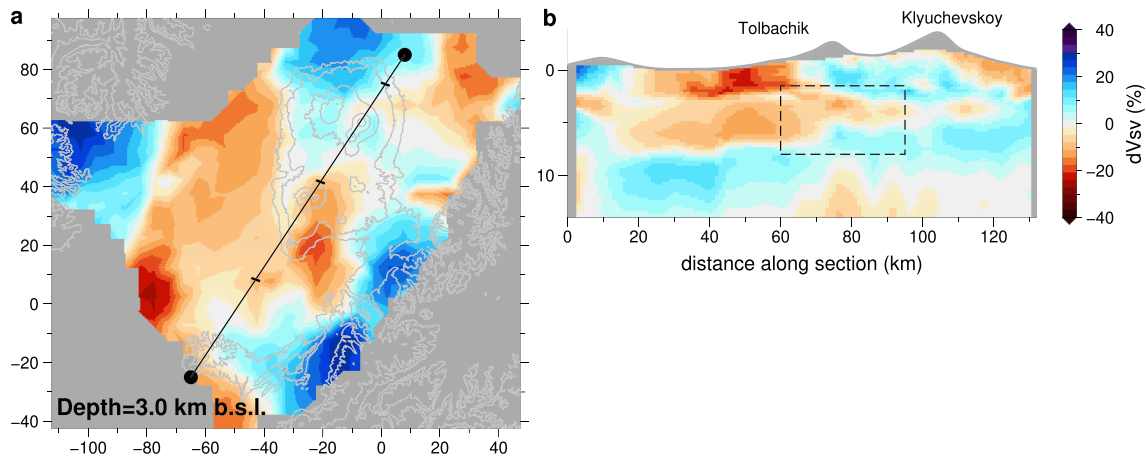 a
80
60
40
20
0
−20
−40
−100 −80 −60 −40 −20 0 20 40
Depth=3.0 km b.s.l.
b
Tolbachik
Klyuchevskoy
0
10
0 20 40 60 80 100 120
distance along section (km)
40
20
0
−20
−40
dVsv (%)